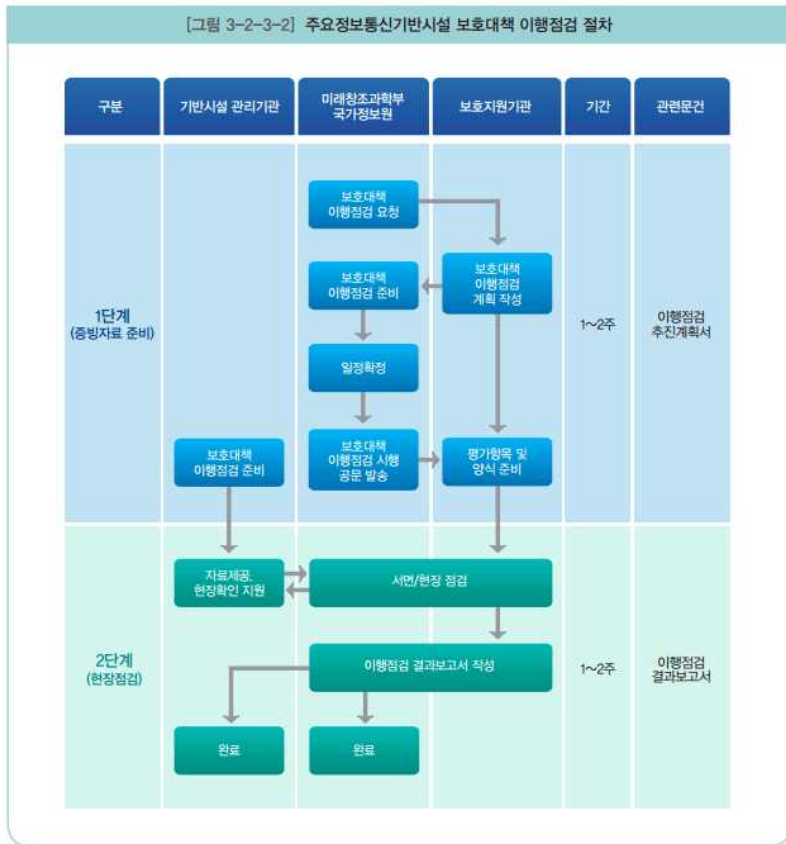 [그림 3-2-3-2] 주요정보통신기반시설 보호대책 이행점검 절차
구분
기반시설 관리기관
미래창조과학부
국가정보원
보호지원기관
기간
관련문건
1단계
(증빙자료 준비)
보호대책
이행점검 요청
보호대책
이행점검
계획 작성
보호대책
이행점검 준비
일정확정
보호대책
이행점검 준비
보호대책
이행점검 시행
공문 발송
평가항목 및
양식 준비
1~2주
이행점검
추진계획서
2단계
(현장점검)
자료제공,
현장확인 지원
서면/현장 점검
이행점검 결과보고서 작성
완료
완료
1~2주
이행점검
결과보고서